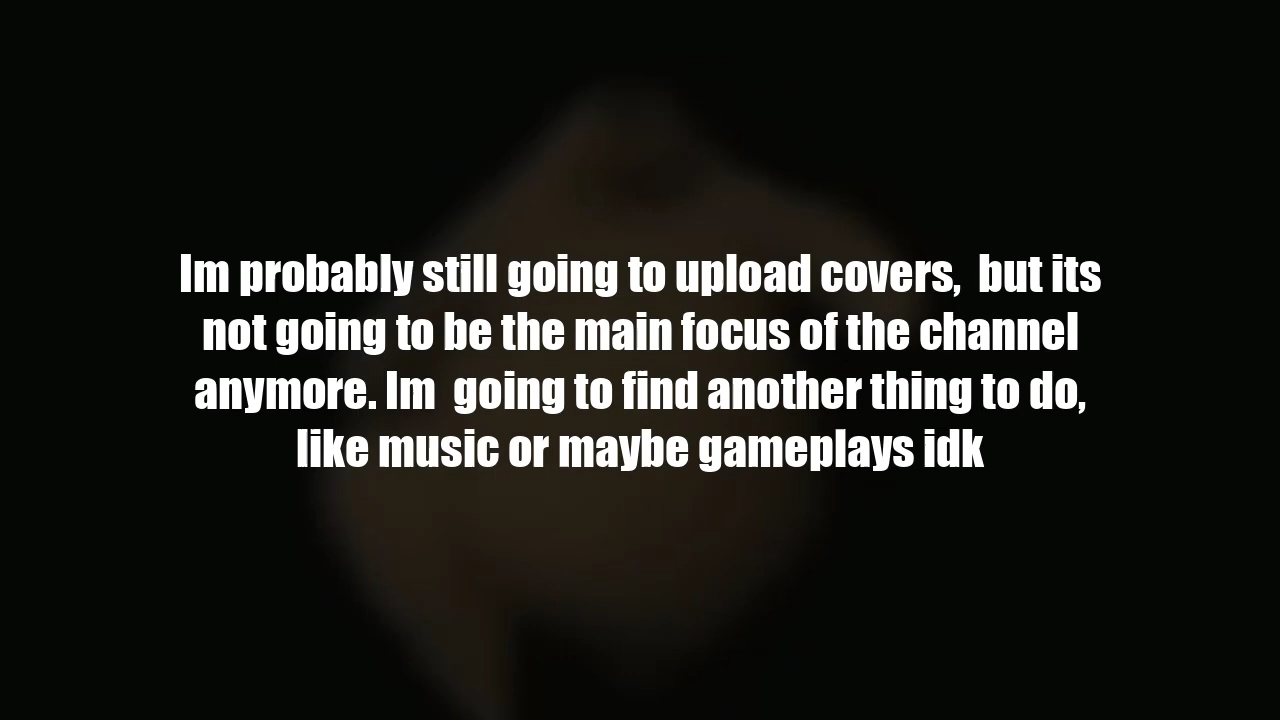 Im probably still going to upload covers,  but its
not going to be the main focus of the channel
anymore. Im  going to find another thing to do,
like music or maybe gameplays idk